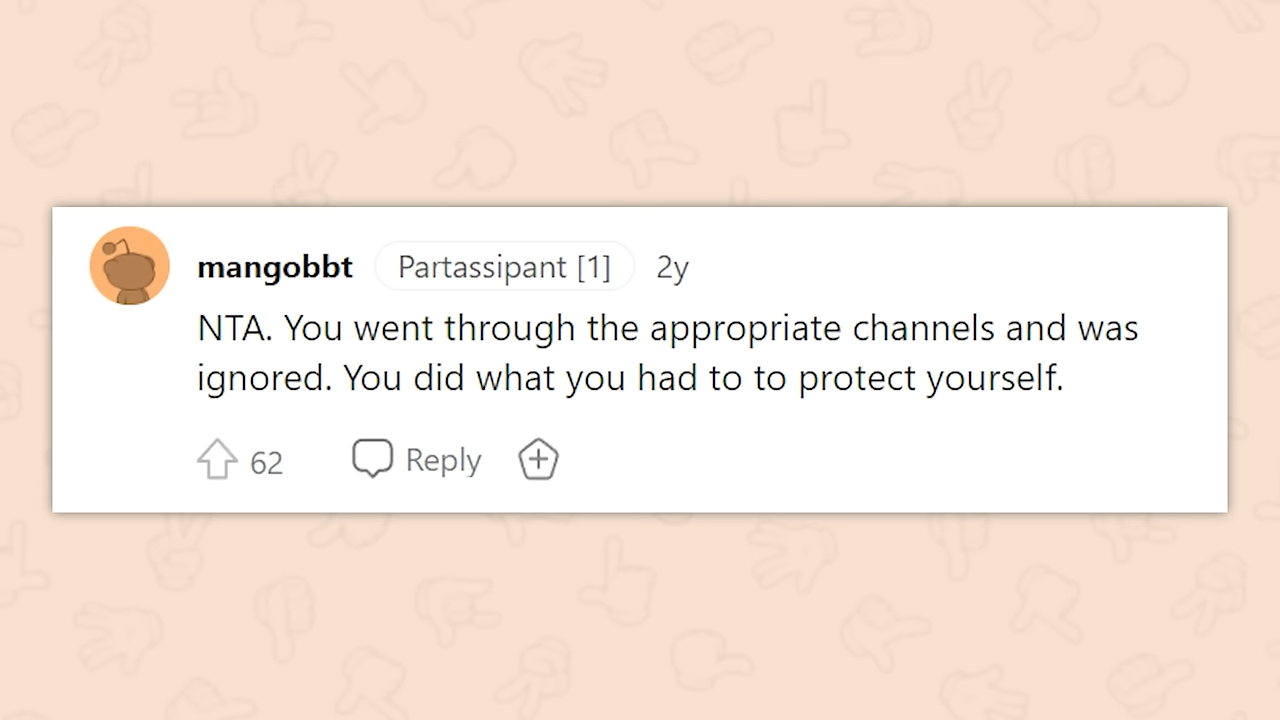 mangobbt Partassipant [1] 2y
NTA. You went through the appropriate channels and was
ignored. You did what you had to to protect yourself.
62 Reply